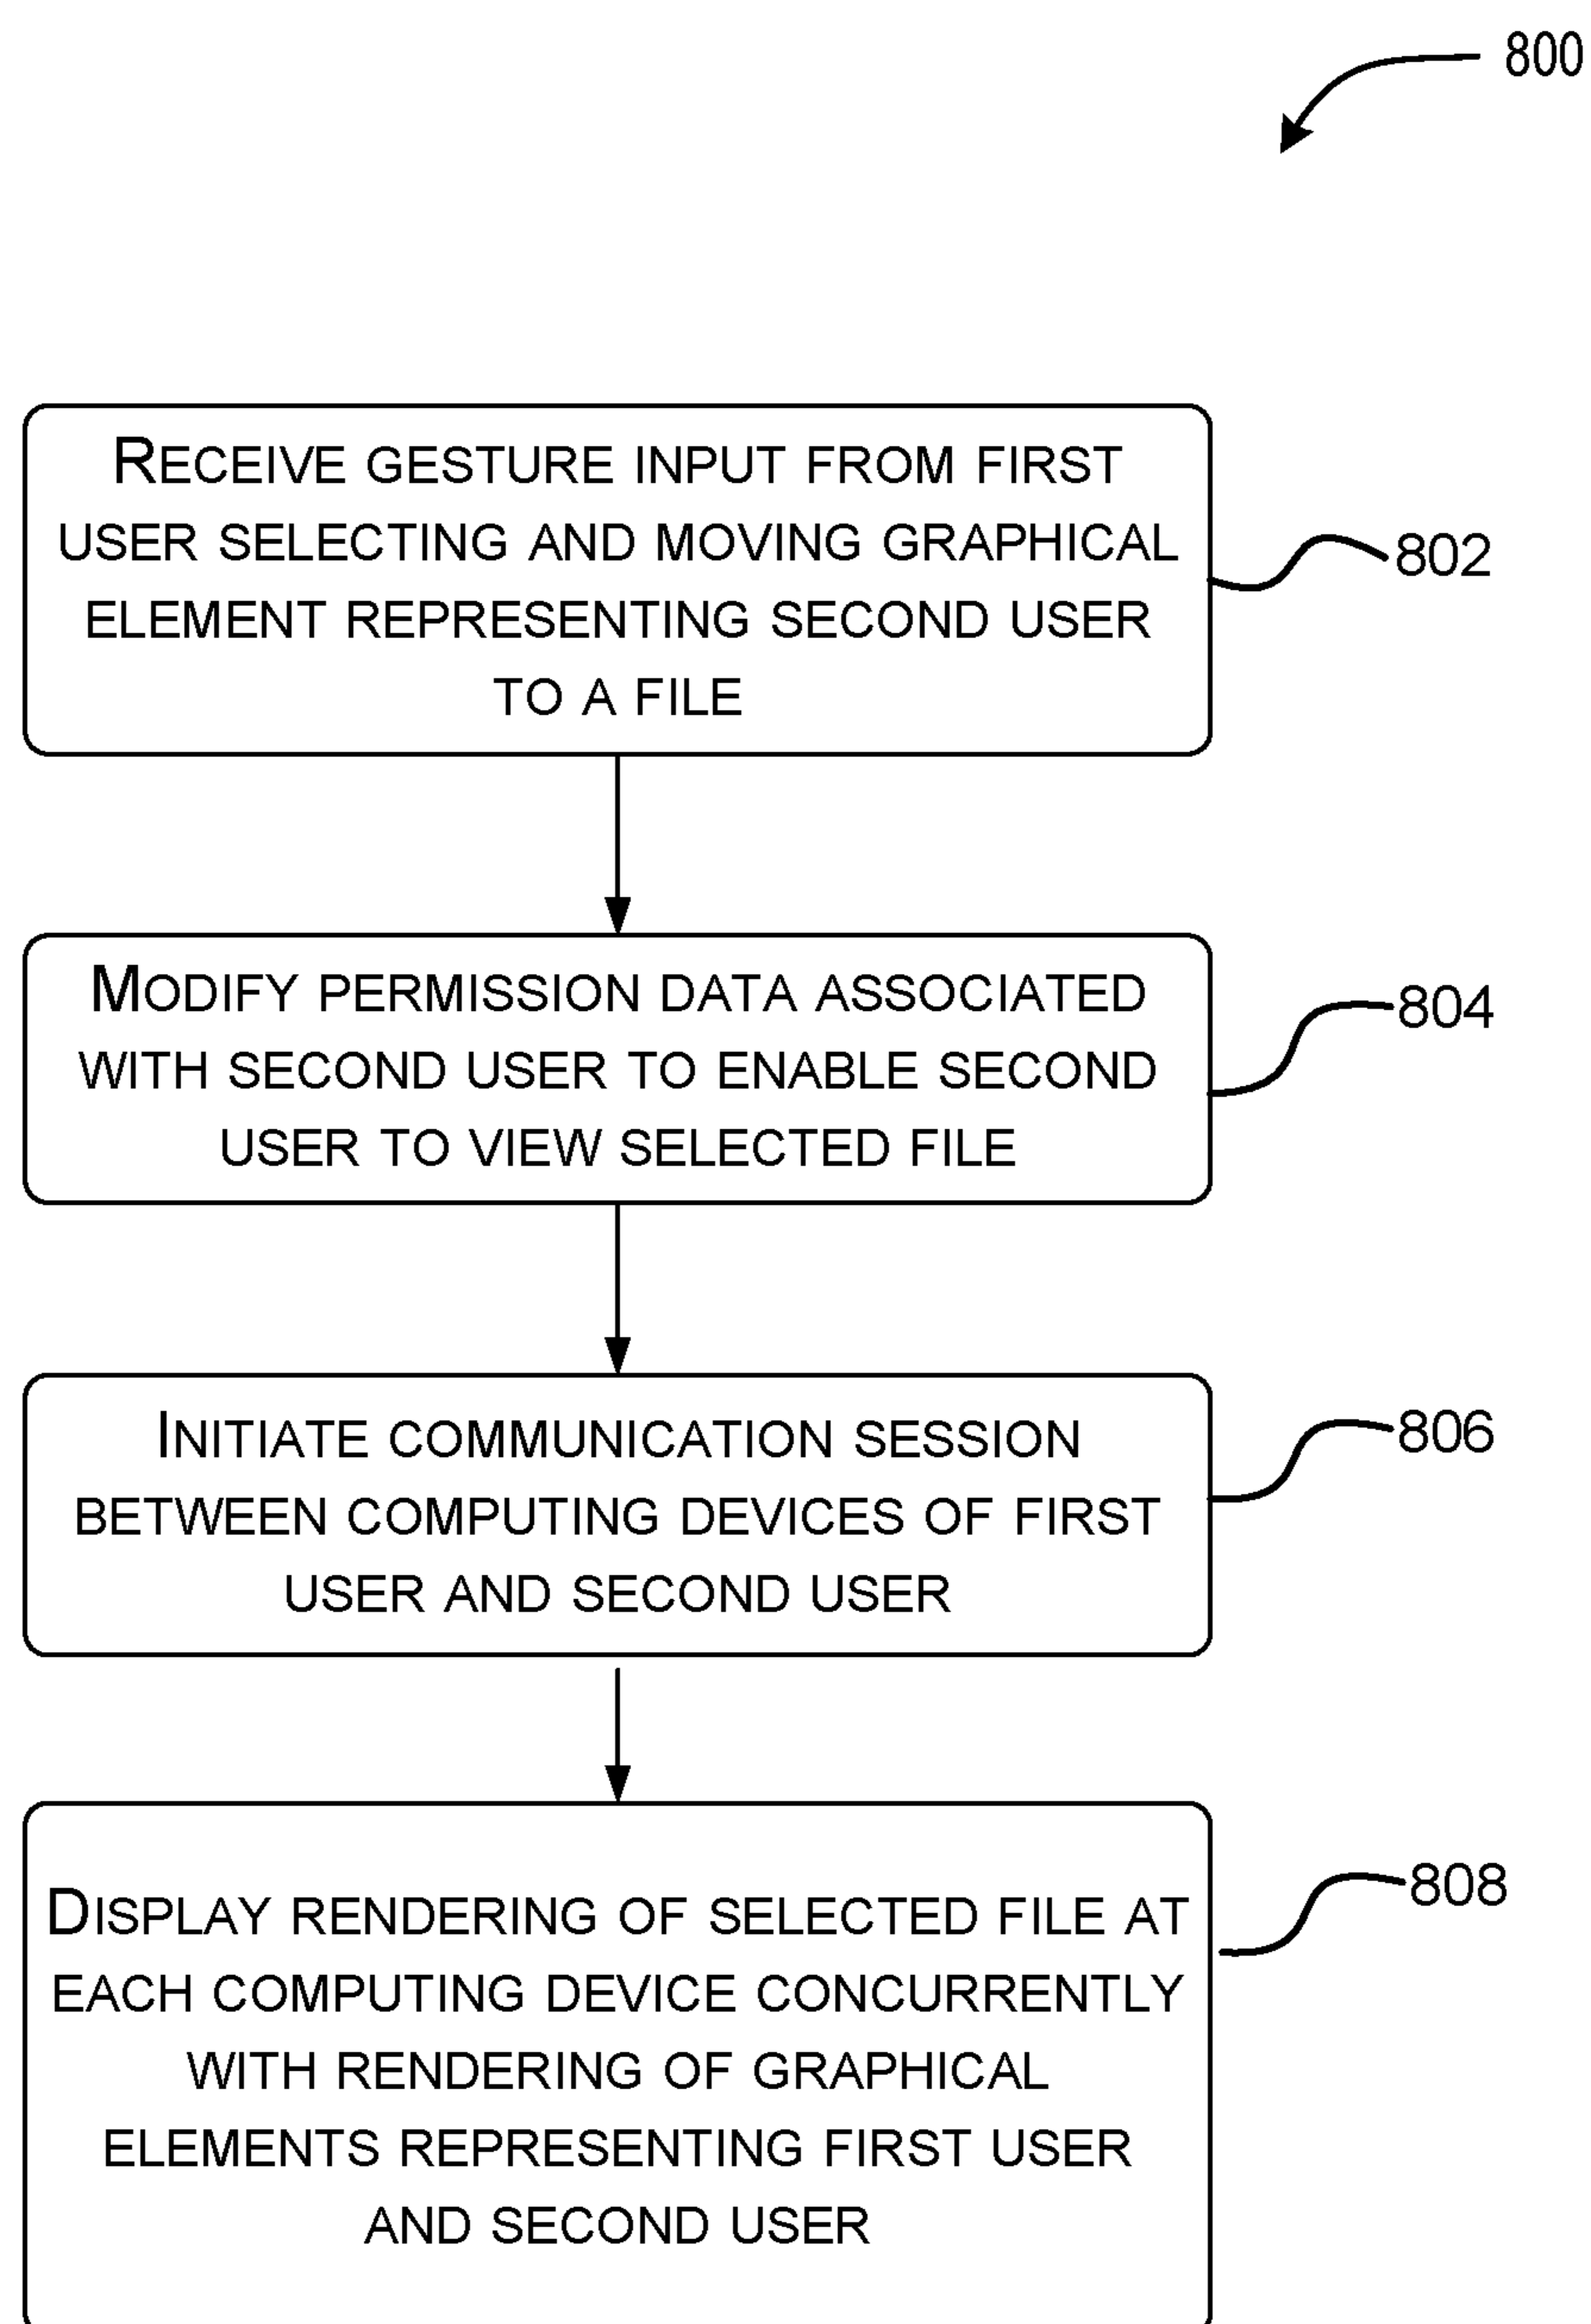 800
RECEIVE GESTURE INPUT FROM FIRST
USER SELECTING AND MOVING GRAPHICAL
ELEMENT REPRESENTING SECOND USER
TO A FILE
802
MODIFY PERMISSION DATA ASSOCIATED
WITH SECOND USER TO ENABLE SECOND
USER TO VIEW SELECTED FILE
804
INITIATE COMMUNICATION SESSION
BETWEEN COMPUTING DEVICES OF FIRST
USER AND SECOND USER
806
DISPLAY RENDERING OF SELECTED FILE AT
EACH COMPUTING DEVICE CONCURRENTLY
WITH RENDERING OF GRAPHICAL
ELEMENTS REPRESENTING FIRST USER
AND SECOND USER
808